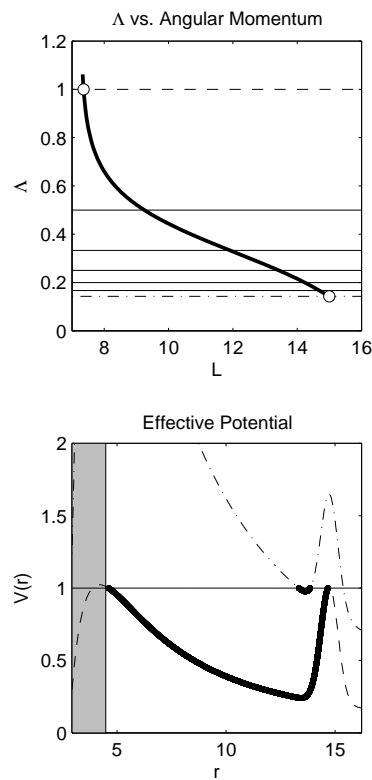 Λ vs. Angular Momentum
1.2
1
0.8
0.6
0.4
0.2
0
Λ
8 10 12 14 16
L
Effective Potential
2
1.5
1
0.5
0
V(r)
5 10 15
r